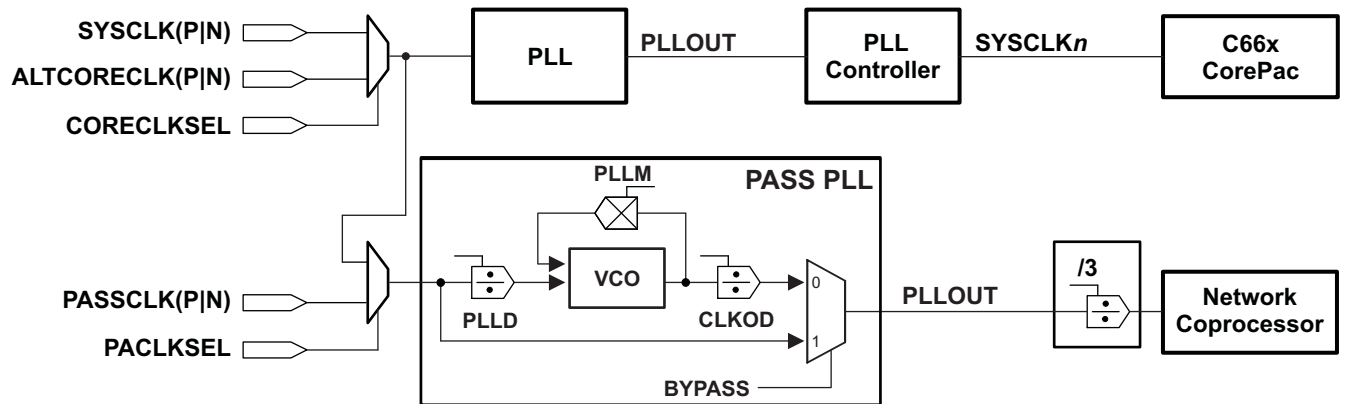 SYSCLK(P|N)
ALTCORECLK(P|N)
CORECLKSEL
PLL
PLLOUT
PLL
Controller
SYSCLKn
C66x
CorePac
PASS PLL
PLLM
VCO
PLLD
CLKOD
0
1
BYPASS
PASSCLK(P|N)
PACLKSEL
PLLOUT
/3
Network
Coprocessor